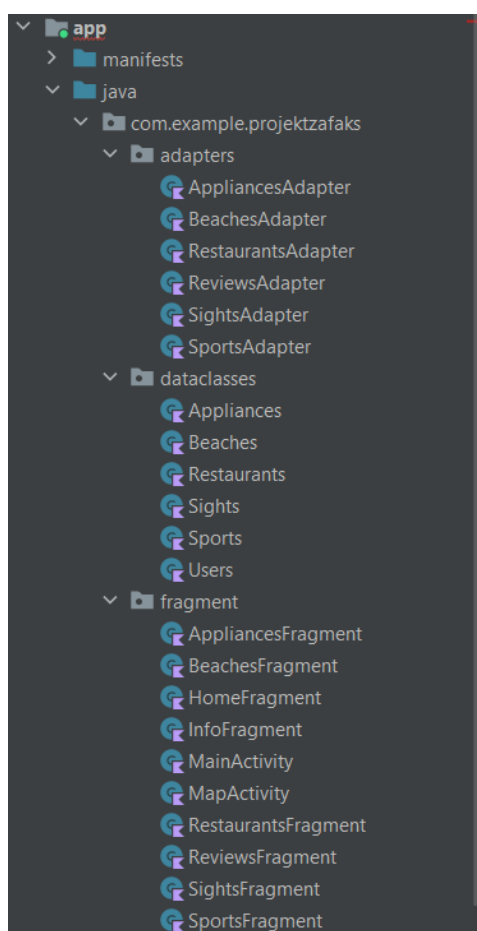 app
manifests
java
com.example.projektzafaks
adapters
AppliancesAdapter
BeachesAdapter
RestaurantsAdapter
ReviewsAdapter
SightsAdapter
SportsAdapter
dataclasses
Appliances
Beaches
Restaurants
Sights
Sports
Users
fragment
AppliancesFragment
BeachesFragment
HomeFragment
InfoFragment
MainActivity
MapActivity
RestaurantsFragment
ReviewsFragment
SightsFragment
SportsFragment